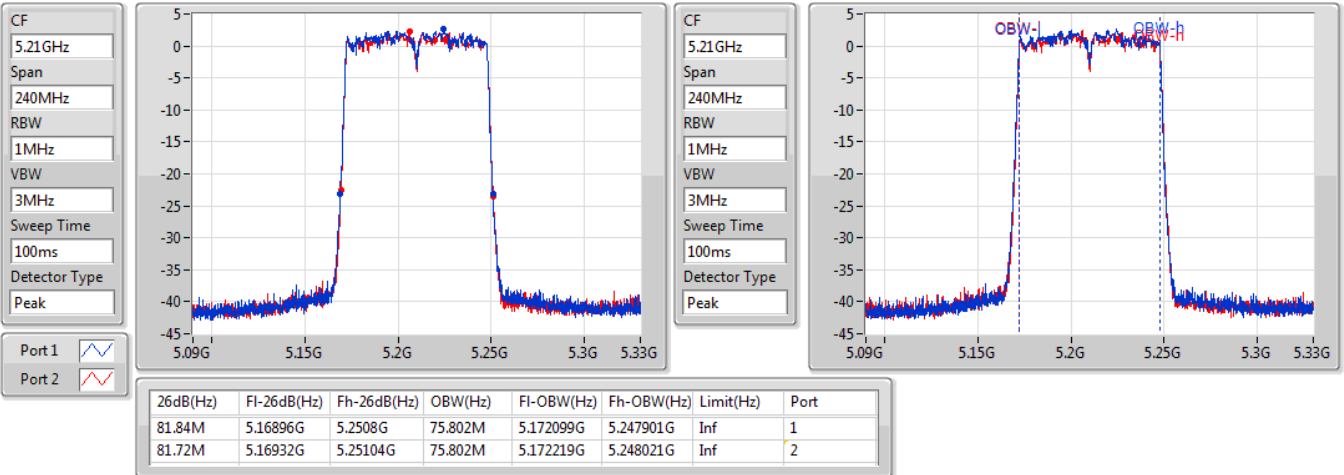 CF
5.21GHz
Span
240MHz
RBW
1MHz
VBW
3MHz
Sweep Time
100ms
Detector Type
Peak
Port 1
Port 2
5
0
-5
-10
-15
-20
-25
-30
-35
-40
-45
5.09G 5.15G 5.2G 5.25G 5.3G 5.33G
CF
5.21GHz
Span
240MHz
RBW
1MHz
VBW
3MHz
Sweep Time
100ms
Detector Type
Peak
OBW-l OBW-h
OBW-h
5
0
-5
-10
-15
-20
-25
-30
-35
-40
-45
5.09G 5.15G 5.2G 5.25G 5.3G 5.33G
26dB(Hz) Fl-26dB(Hz) Fh-26dB(Hz) OBW(Hz) Fl-OBW(Hz) Fh-OBW(Hz) Limit(Hz) Port
81.84M 5.16896G 5.2508G 75.802M 5.172099G 5.247901G Inf 1
81.72M 5.16932G 5.25104G 75.802M 5.172219G 5.248021G Inf 2